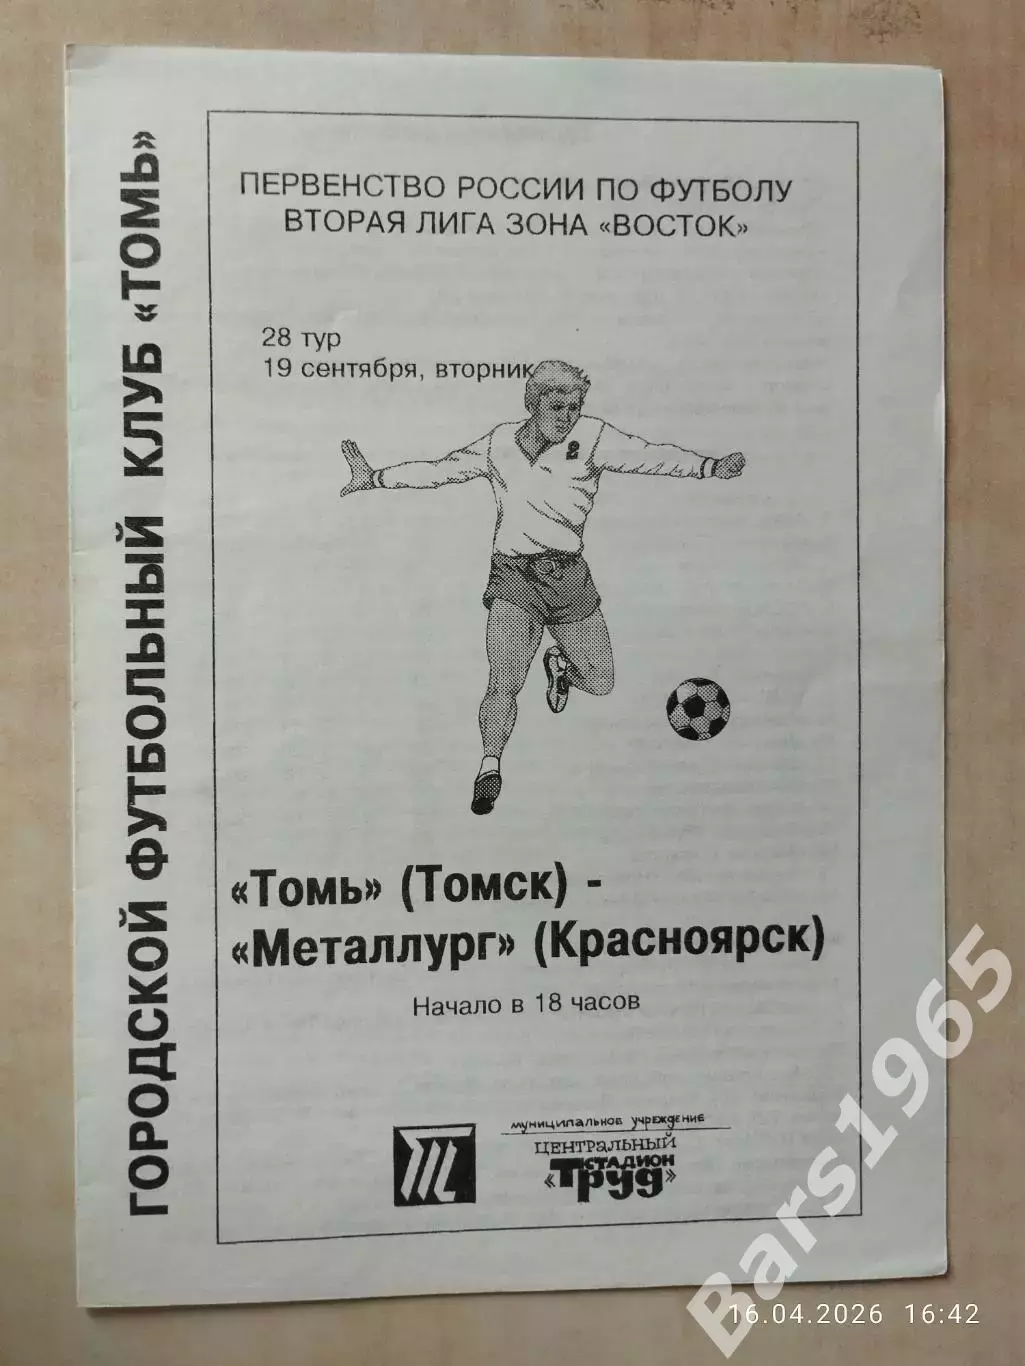 ГОРОДСКОЙ ФУТБОЛЬНЫЙ КЛУБ «ТОМЬ»
ПЕРВЕНСТВО РОССИИ ПО ФУТБОЛУ
ВТОРАЯ ЛИГА ЗОНА «ВОСТОК»
28 тур
19 сентября, вторник
2
«Томь» (Томск) -
«Металлург» (Красноярск)
Начало в 18 часов
муниципальное учреждение
ЦЕНТРАЛЬНЫЙ
СТАДИОН
«Труд»
Bars1965
16.04.2026 16:42